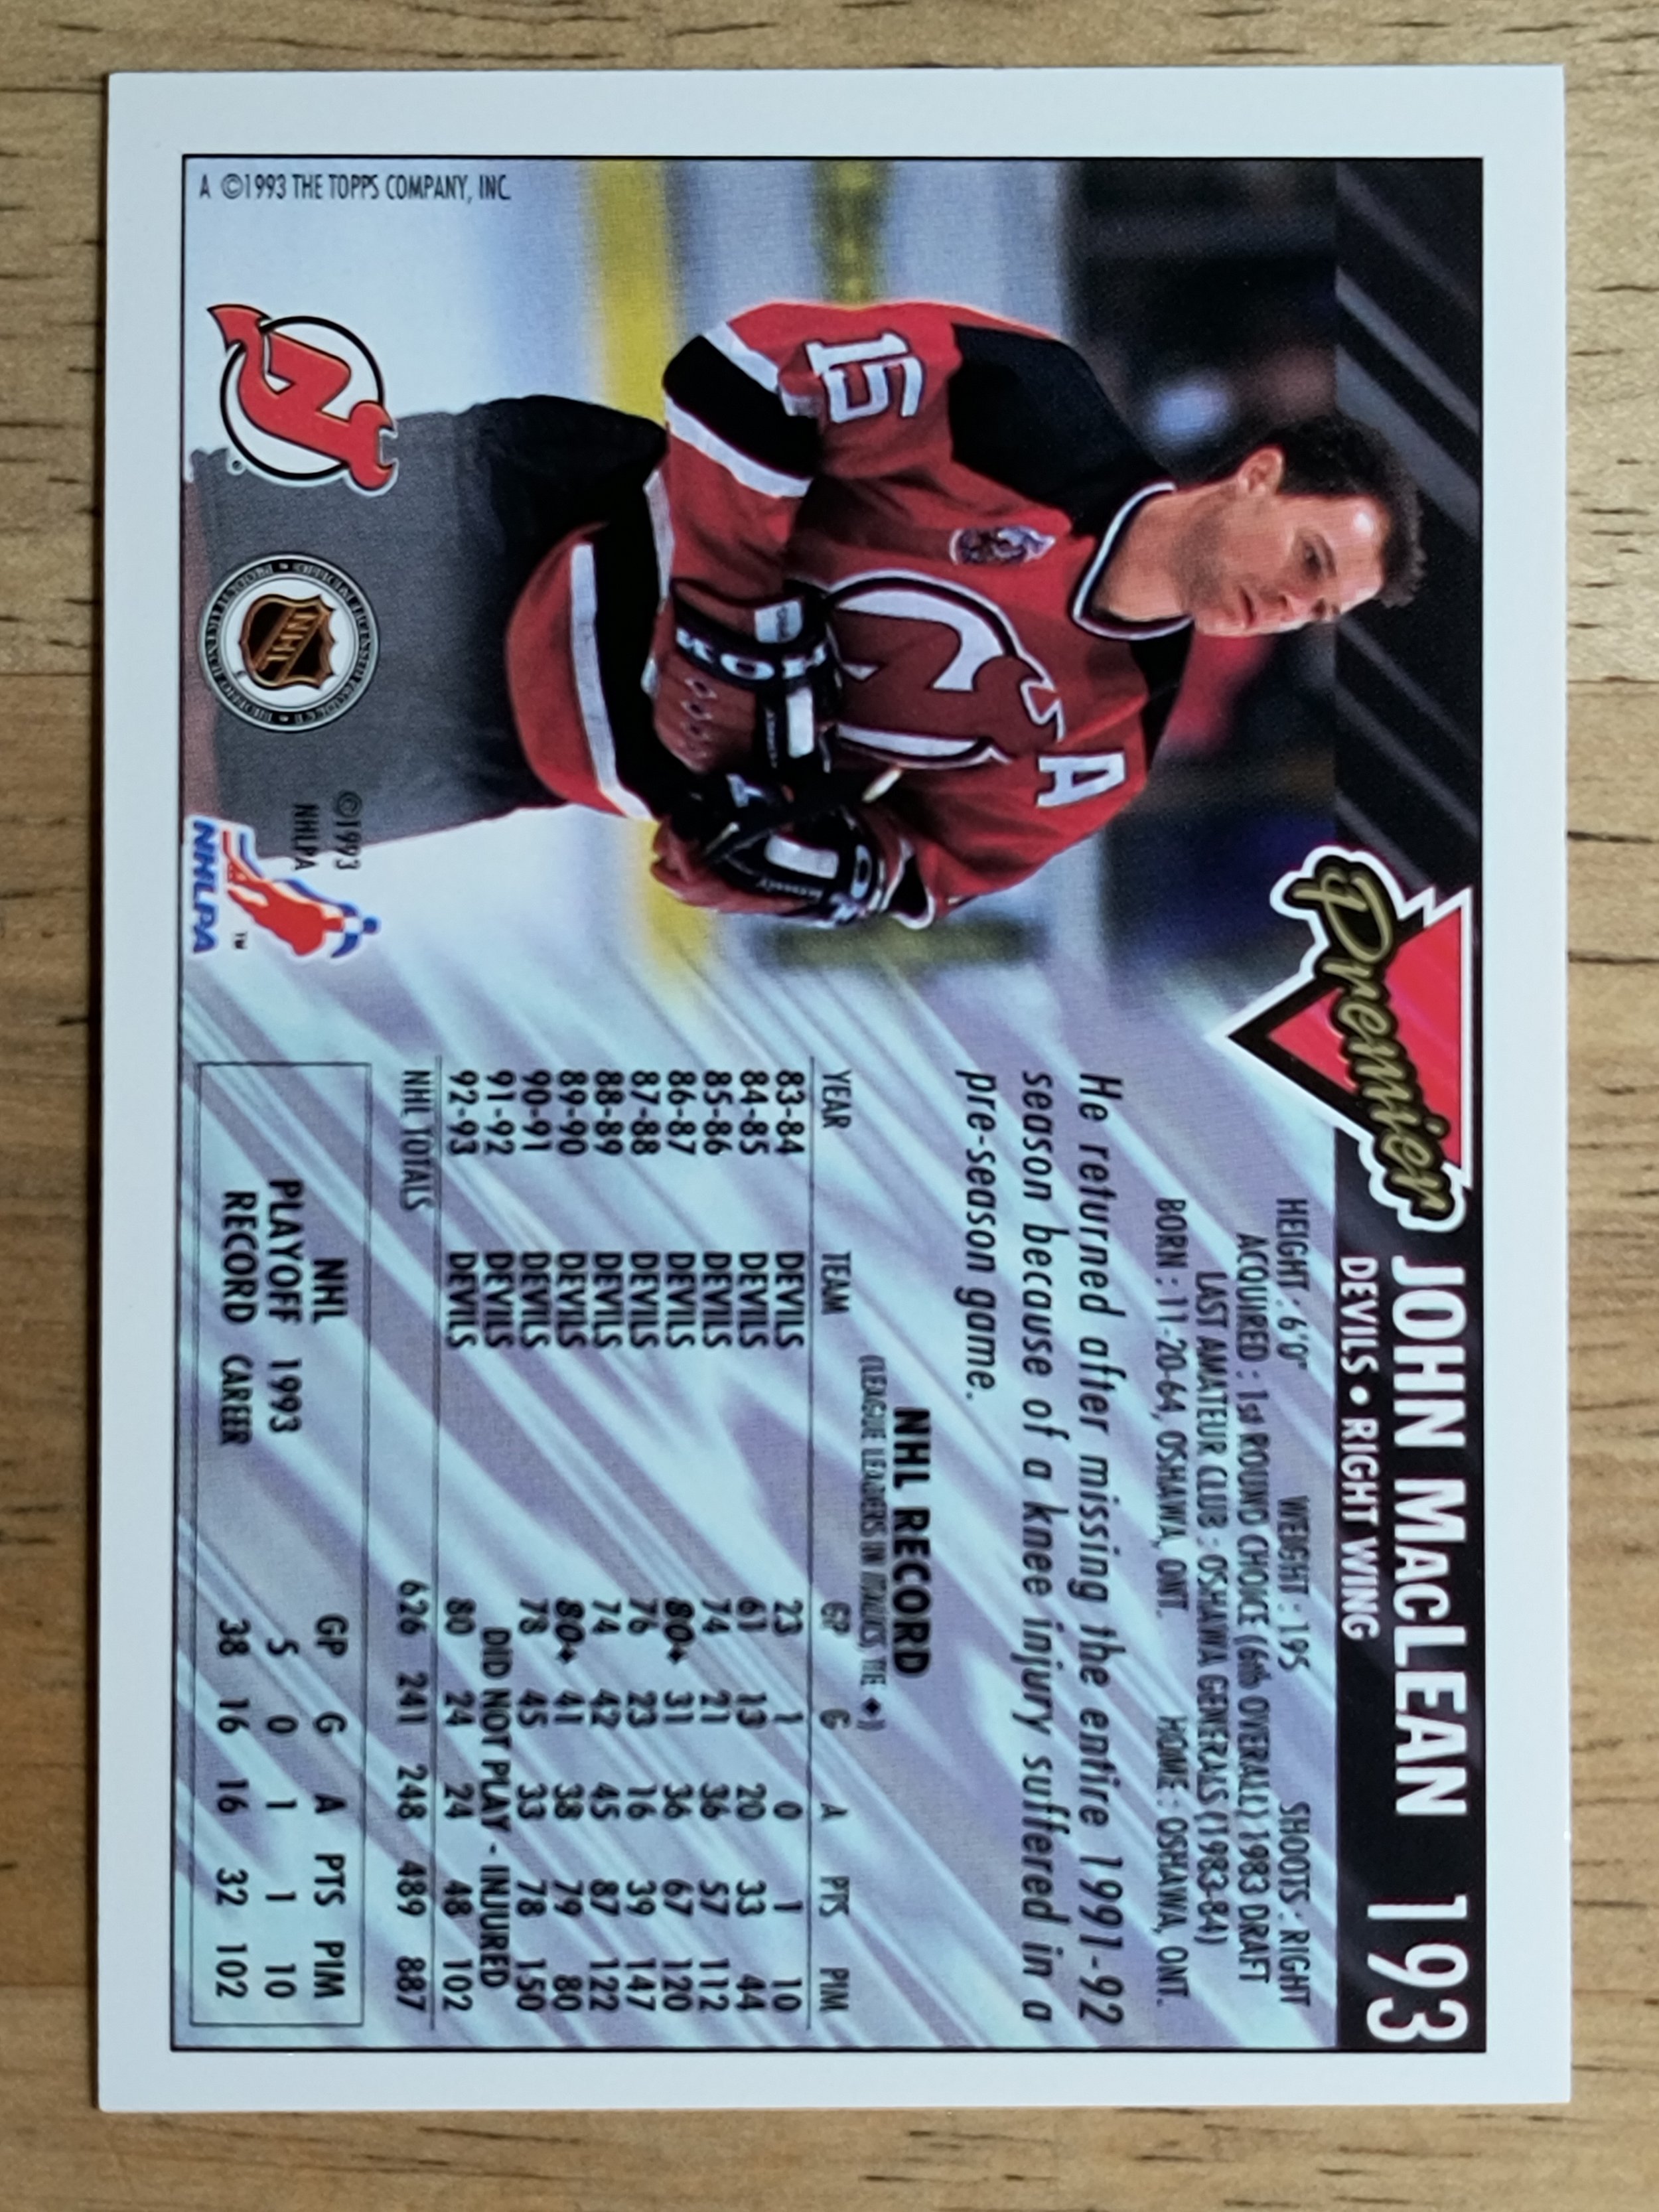 Premier
JOHN MACLEAN 193
DEVILS • RIGHT WING
HEIGHT : 6'0" WEIGHT : 195 SHOOTS : RIGHT
ACQUIRED : 1st ROUND CHOICE (6th OVERALL) 1983 DRAFT
LAST AMATEUR CLUB : OSHAWA GENERALS (1983-84)
BORN : 11-20-64, OSHAWA, ONT. HOME : OSHAWA, ONT.
He returned after missing the entire 1991-92
season because of a knee injury suffered in a
pre-season game.
NHL RECORD
(LEAGUE LEADERS IN ITALICS, TIE ♦)
YEAR TEAM GP G A PTS PIM
83-84 DEVILS 23 1 0 1 10
84-85 DEVILS 61 13 20 33 44
85-86 DEVILS 74 21 36 57 112
86-87 DEVILS 80♦ 31 36 67 120
87-88 DEVILS 76 23 16 39 147
88-89 DEVILS 74 42 45 87 122
89-90 DEVILS 80♦ 41 38 79 80
90-91 DEVILS 78 45 33 78 150
91-92 DEVILS DID NOT PLAY - INJURED
92-93 DEVILS 80 24 24 48 102
NHL TOTALS 626 241 248 489 887
NHL GP G A PTS PIM
PLAYOFF 1993 5 0 1 1 10
RECORD CAREER 38 16 16 32 102
15
A
KOHO
NHL
OFFICIAL LICENSED PRODUCT
©1993
NHLPA
NHLPA
TM
A ©1993 THE TOPPS COMPANY, INC.